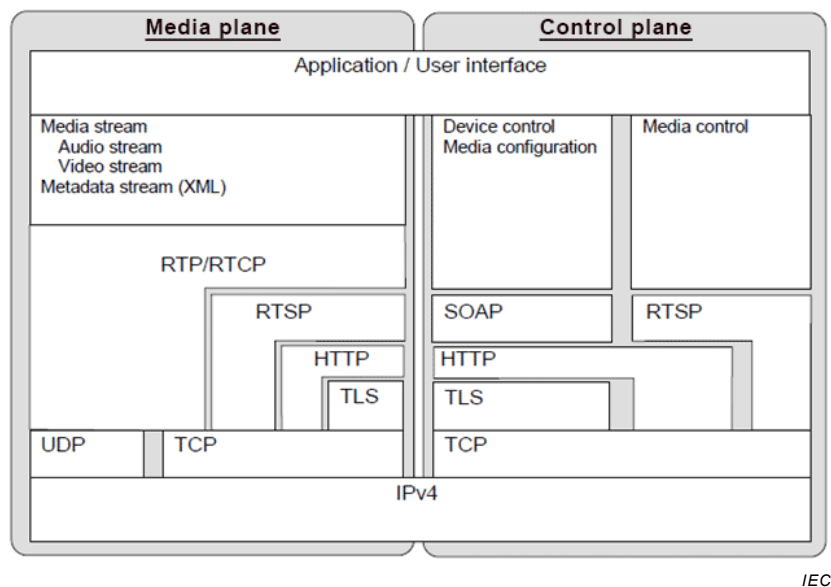 Media plane
Control plane
Application / User interface
Media stream
Audio stream
Video stream
Metadata stream (XML)
Device control
Media configuration
Media control
RTP/RTCP
RTSP
SOAP
RTSP
HTTP
HTTP
TLS
TLS
UDP
TCP
TCP
IPv4
IEC